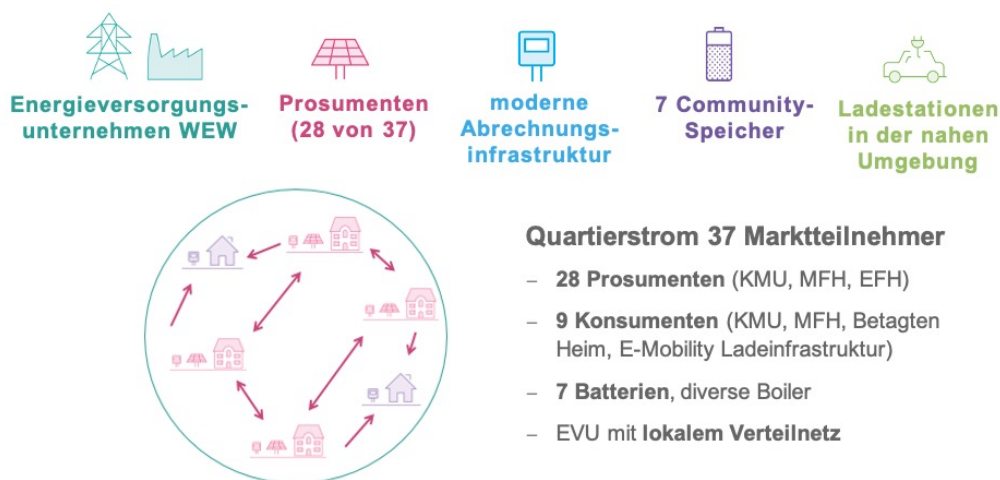 Energieversorgungs-
unternehmen WEW
Prosumenten
(28 von 37)
moderne
Abrechnungs-
infrastruktur
7 Community-
Speicher
Ladestationen
in der nahen
Umgebung
Quartierstrom 37 Marktteilnehmer
– 28 Prosumenten (KMU, MFH, EFH)
– 9 Konsumenten (KMU, MFH, Betagten
Heim, E-Mobility Ladeinfrastruktur)
– 7 Batterien, diverse Boiler
– EVU mit lokalem Verteilnetz